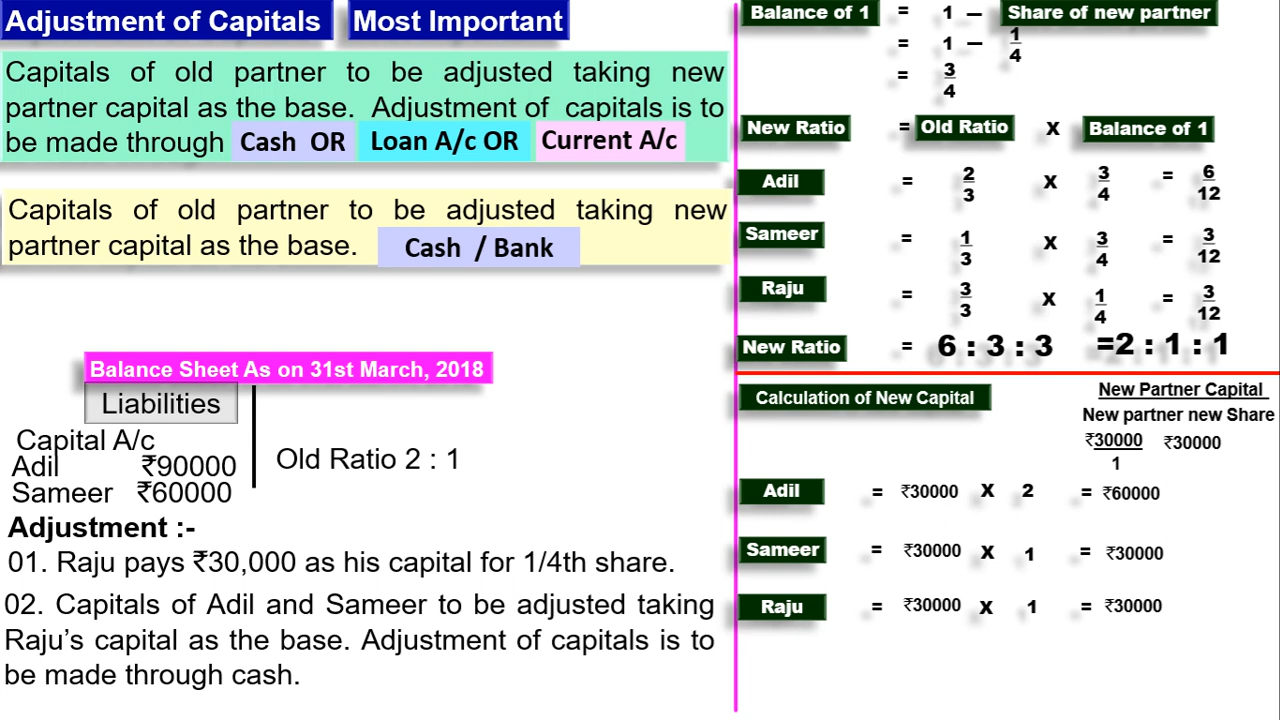 Adjustment of Capitals Most Important
Capitals of old partner to be adjusted taking new
partner capital as the base. Adjustment of capitals is to
be made through Cash OR Loan A/c OR Current A/c
Capitals of old partner to be adjusted taking new
partner capital as the base. Cash / Bank
Balance Sheet As on 31st March, 2018
Liabilities
Capital A/c
Adil ₹90000
Sameer ₹60000
Old Ratio 2 : 1
Adjustment :-
01. Raju pays ₹30,000 as his capital for 1/4th share.
02. Capitals of Adil and Sameer to be adjusted taking
Raju’s capital as the base. Adjustment of capitals is to
be made through cash.
Balance of 1 = 1 – Share of new partner
= 1 – 1/4
= 3/4
New Ratio = Old Ratio X Balance of 1
Adil = 2/3 X 3/4 = 6/12
Sameer = 1/3 X 3/4 = 3/12
Raju = 3/3 X 1/4 = 3/12
New Ratio = 6 : 3 : 3 =2 : 1 : 1
Calculation of New Capital
New Partner Capital
New partner new Share
₹30000 ₹30000
1
Adil = ₹30000 X 2 = ₹60000
Sameer = ₹30000 X 1 = ₹30000
Raju = ₹30000 X 1 = ₹30000